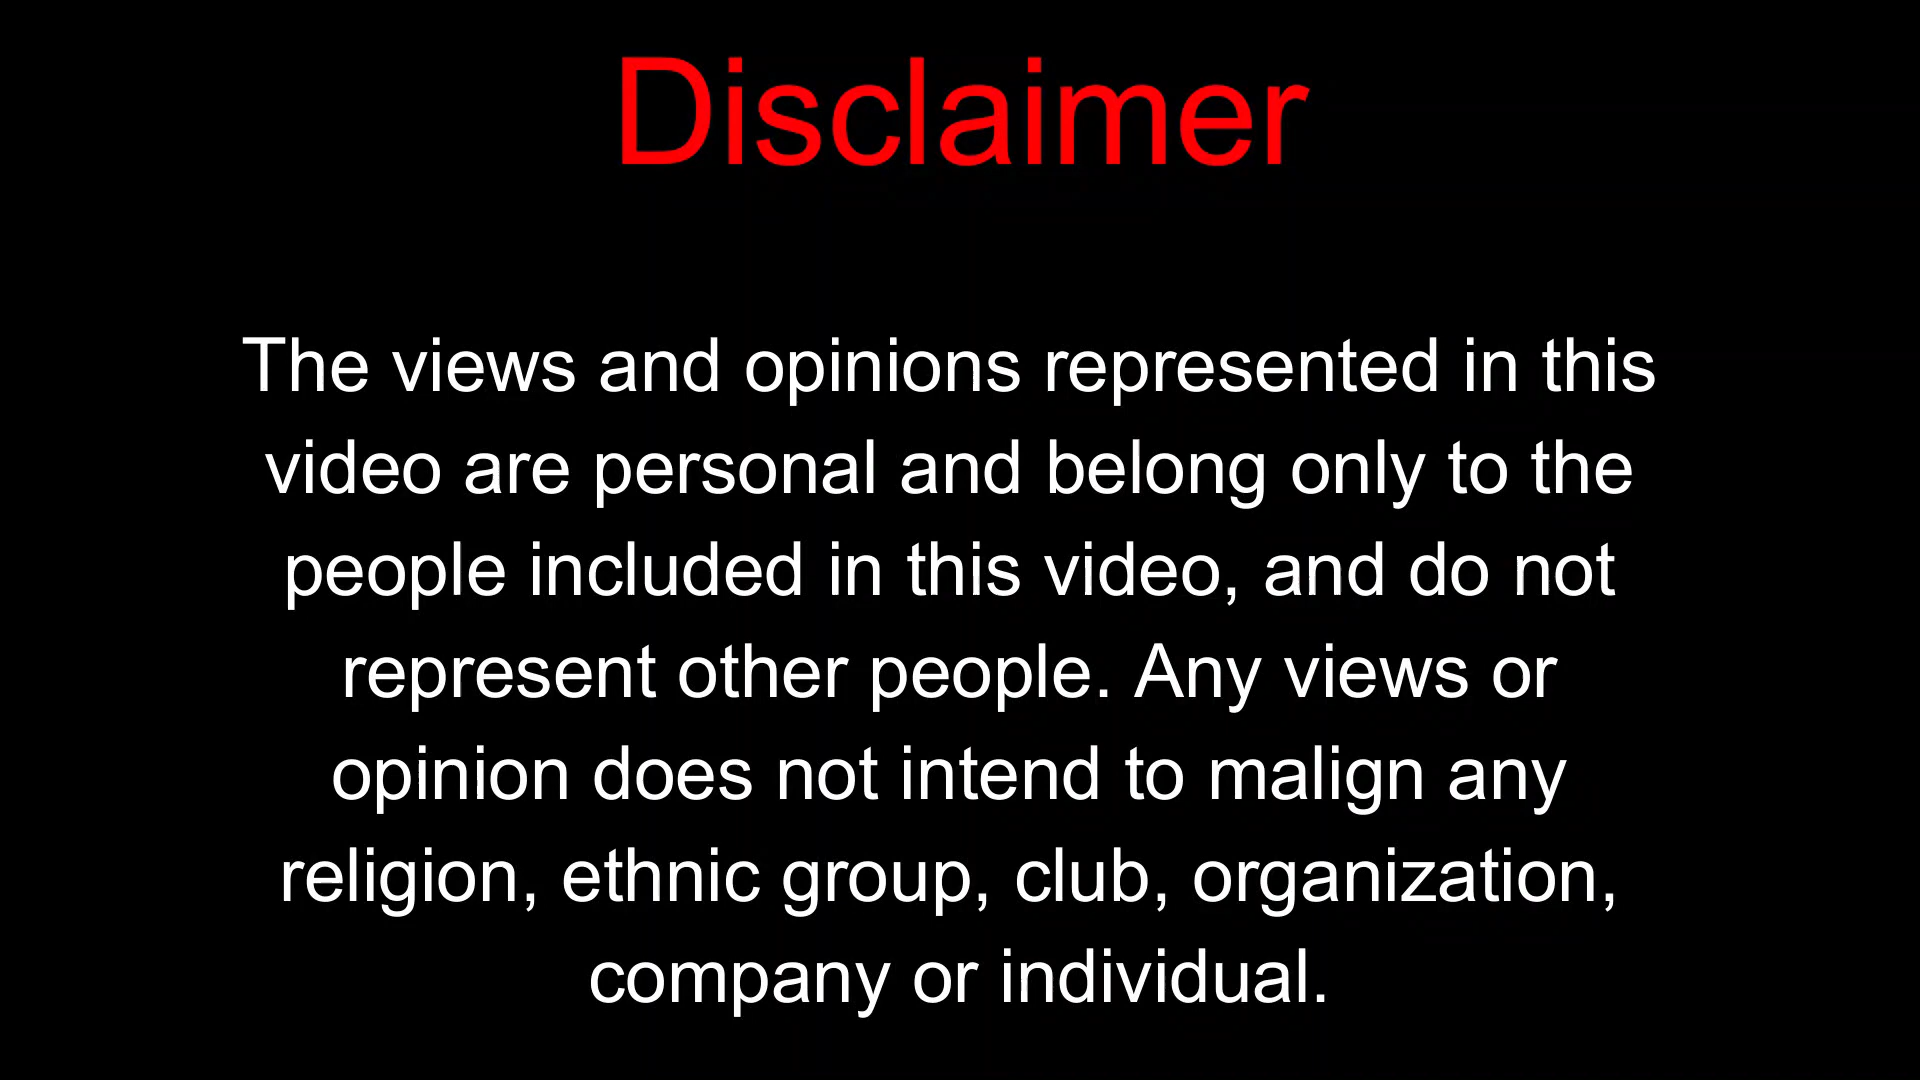 Disclaimer
The views and opinions represented in this
video are personal and belong only to the
people included in this video, and do not
represent other people. Any views or
opinion does not intend to malign any
religion, ethnic group, club, organization,
company or individual.